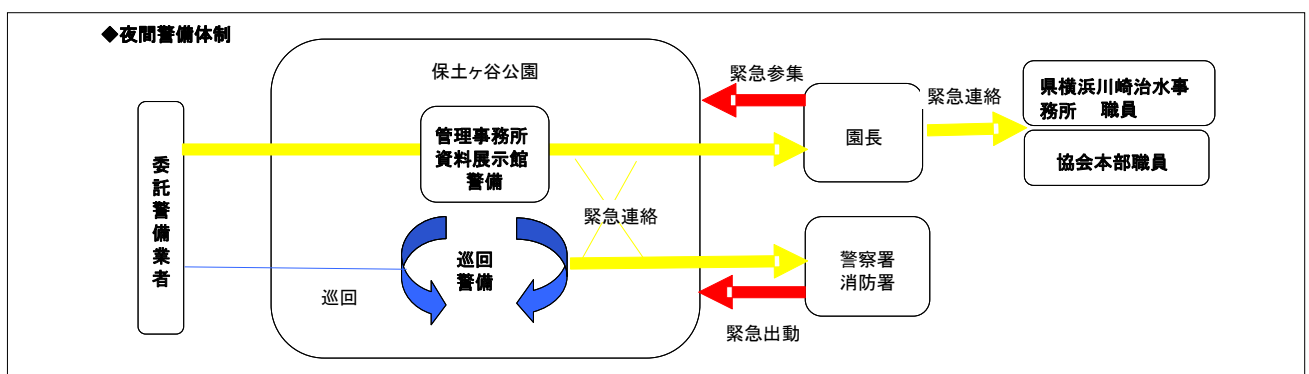 ◆夜間警備体制
保土ヶ谷公園
委託警備業者
管理事務所
資料展示館
警備
巡回
巡回
警備
緊急連絡
緊急参集
園長
緊急連絡
県横浜川崎治水事
務所 職員
協会本部職員
警察署
消防署
緊急出動